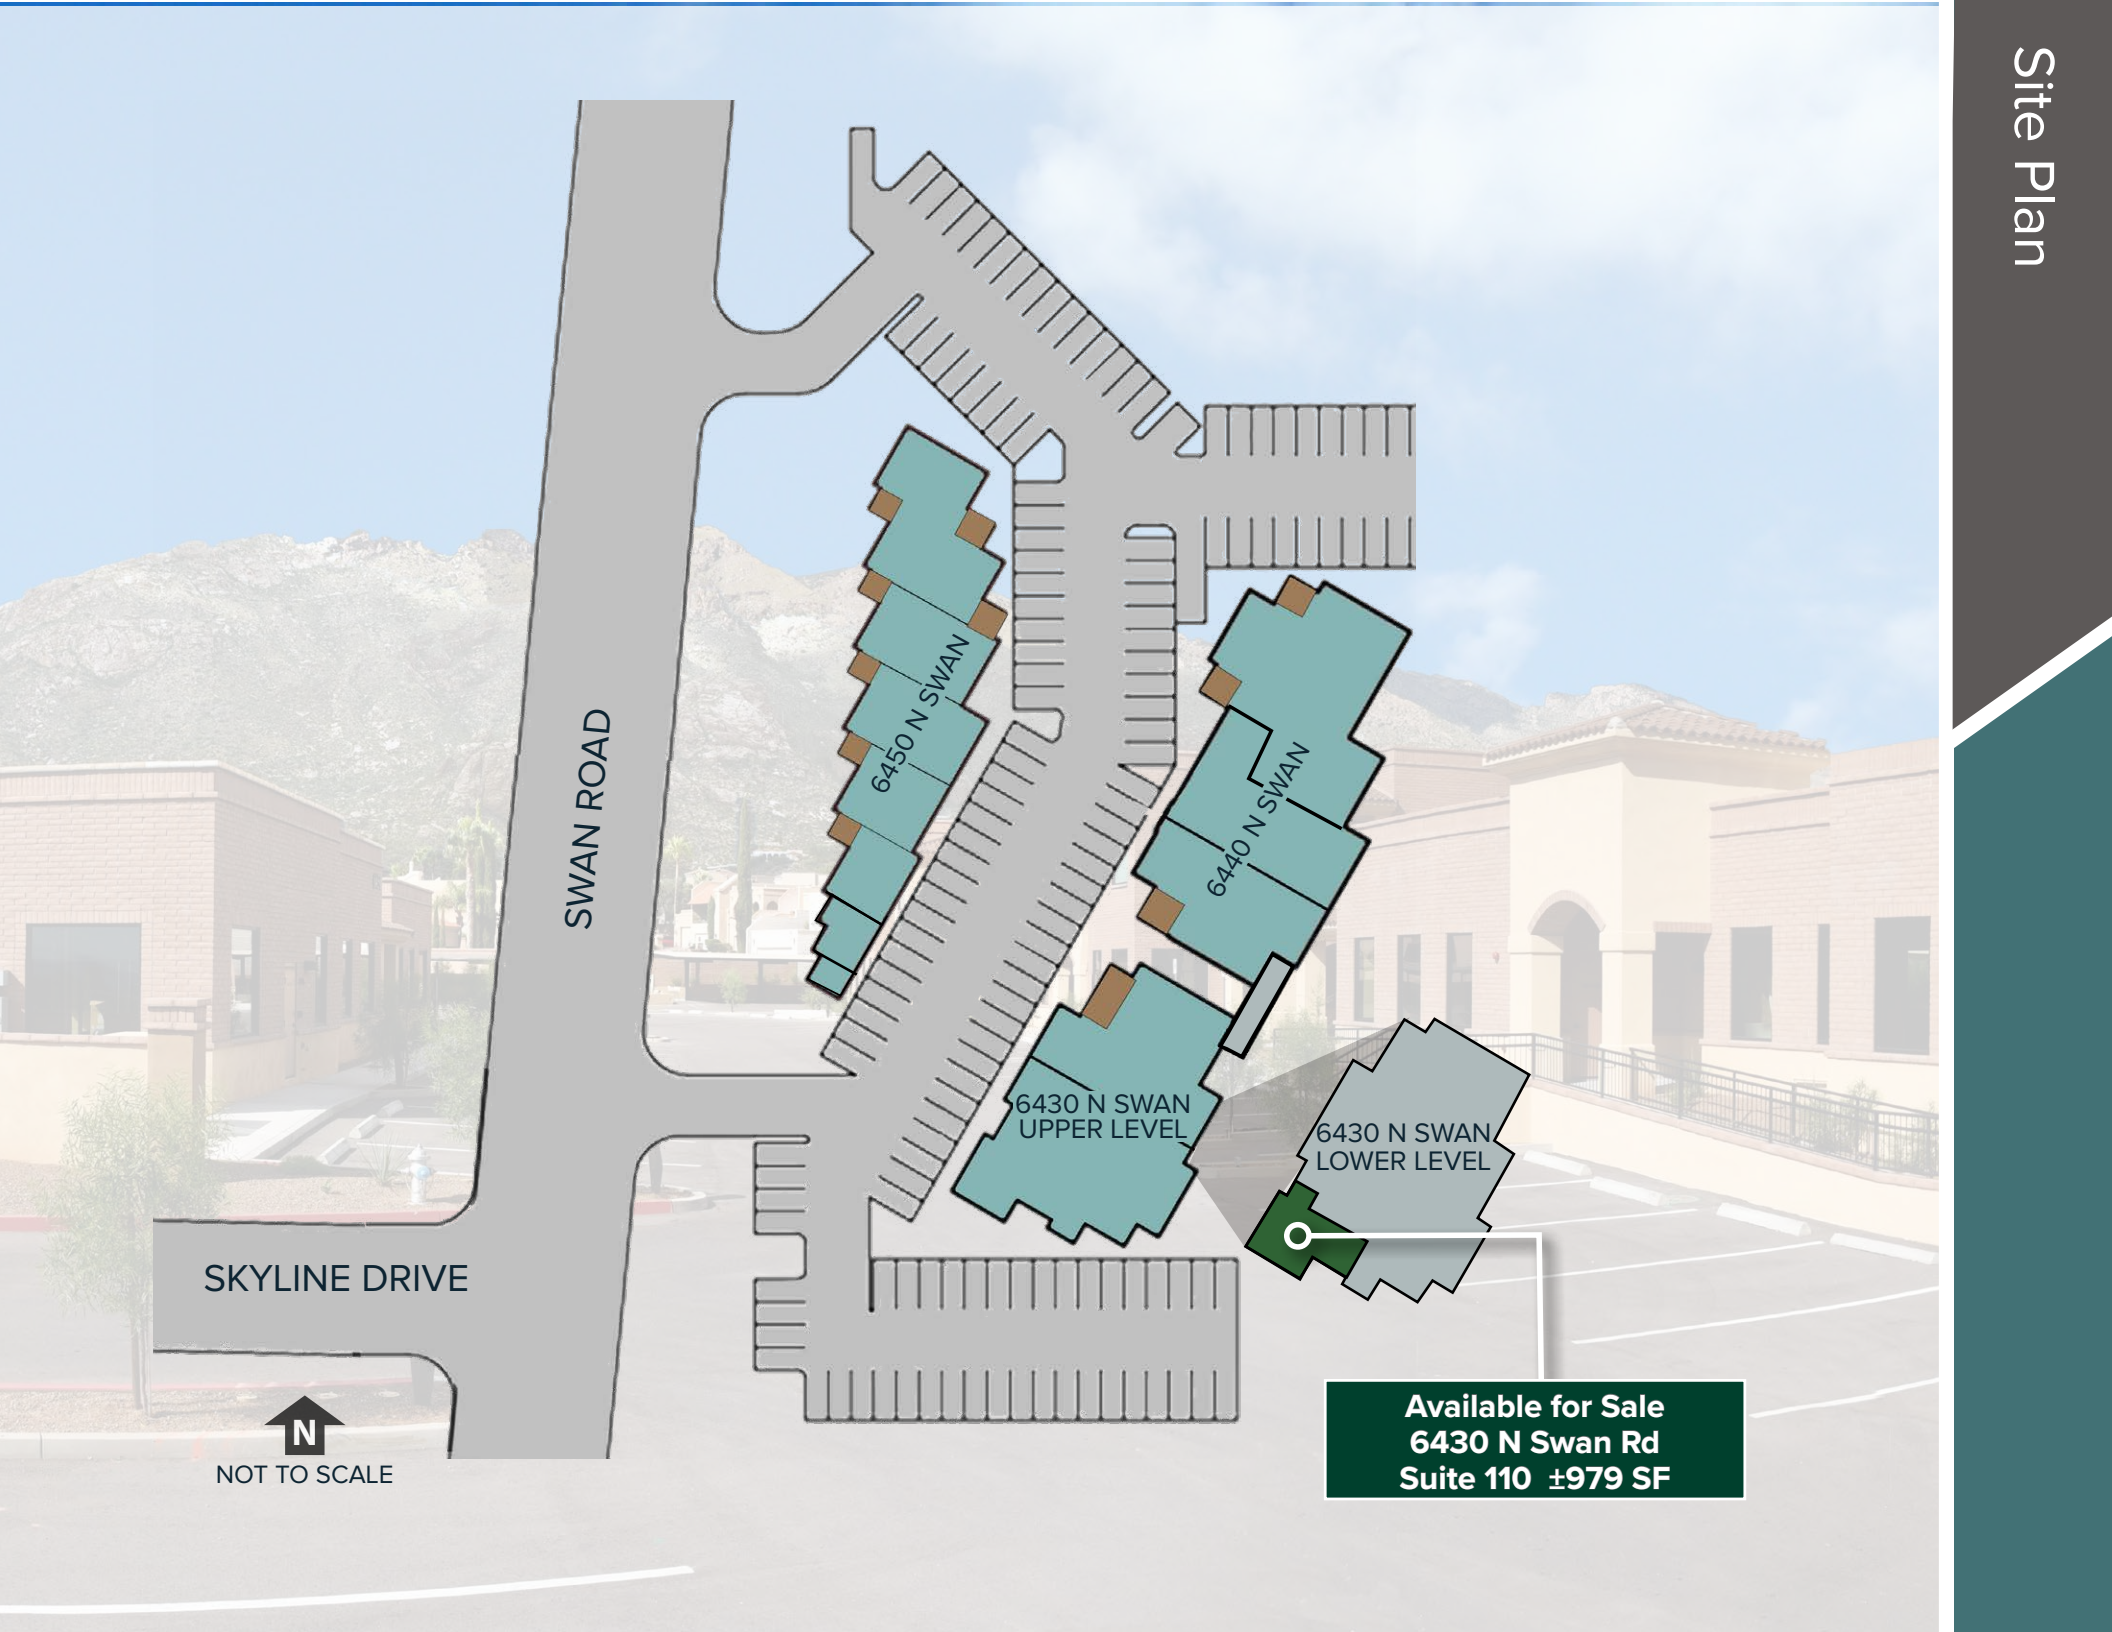 Site Plan
SWAN ROAD
6450 N SWAN
6440 N SWAN
6430 N SWAN
UPPER LEVEL
6430 N SWAN
LOWER LEVEL
SKYLINE DRIVE
N
NOT TO SCALE
Available for Sale
6430 N Swan Rd
Suite 110 ±979 SF